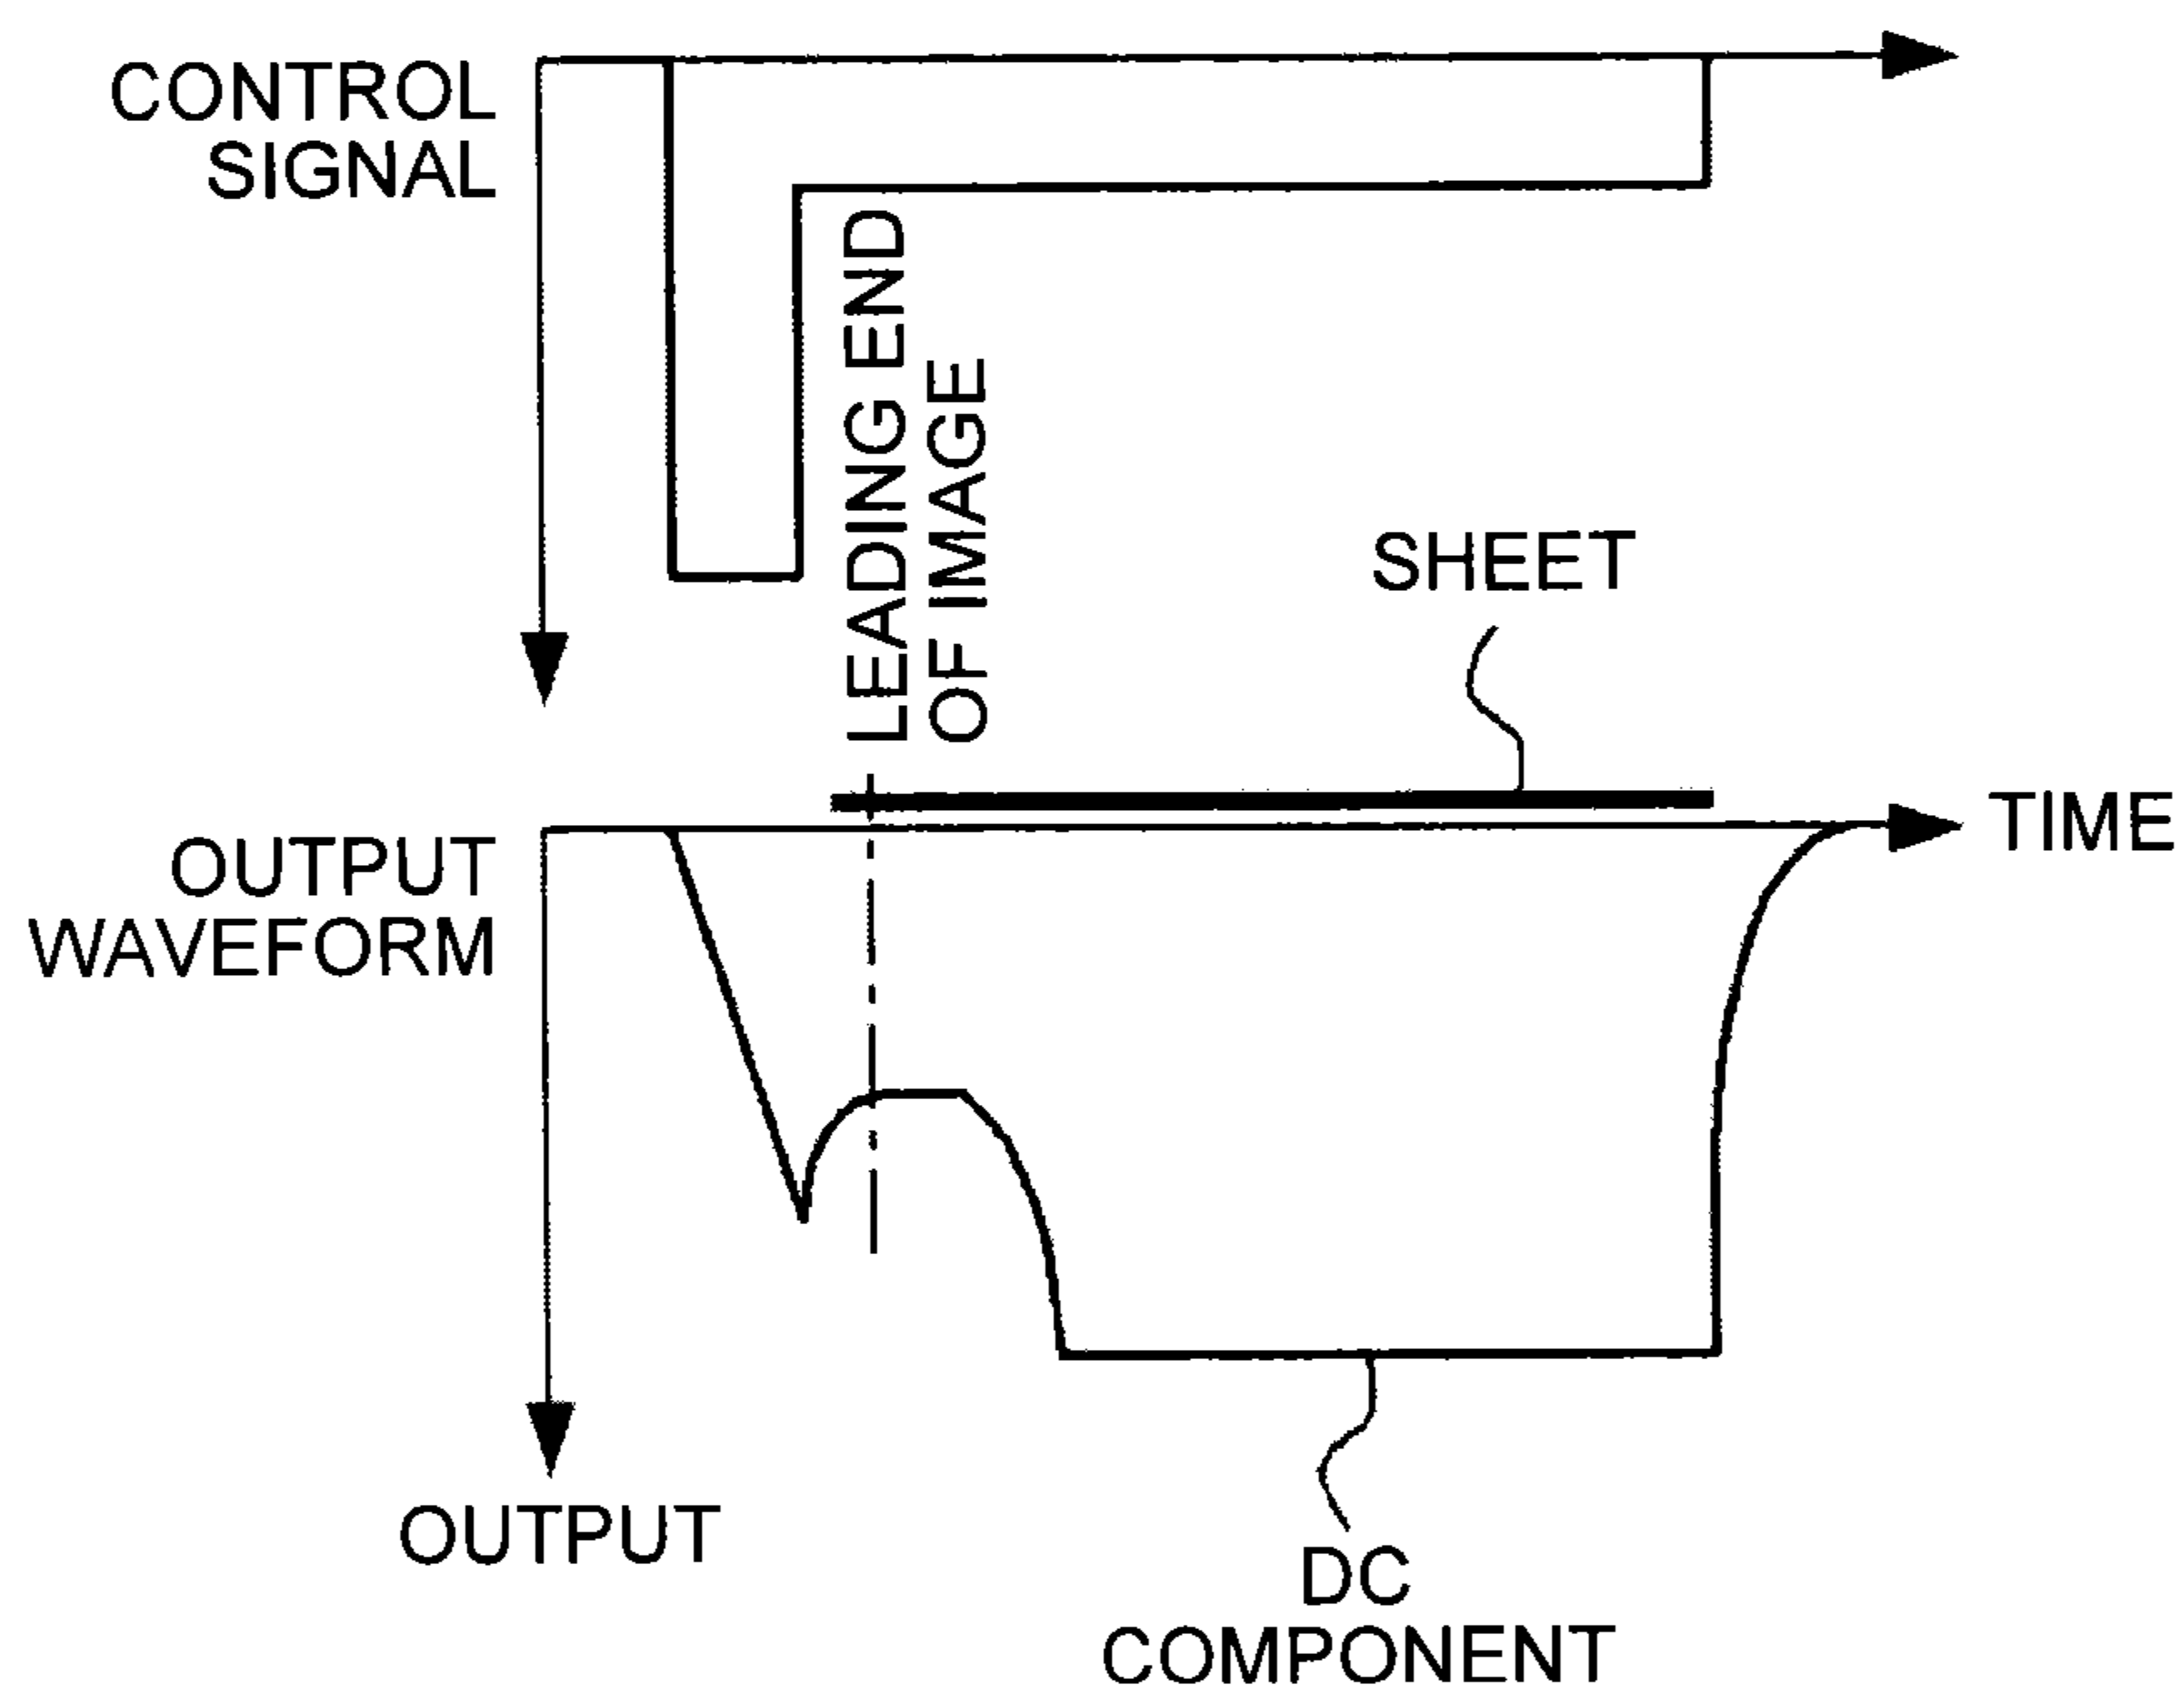 CONTROL
SIGNAL
LEADING END
OF IMAGE
SHEET
TIME
OUTPUT
WAVEFORM
OUTPUT
DC
COMPONENT